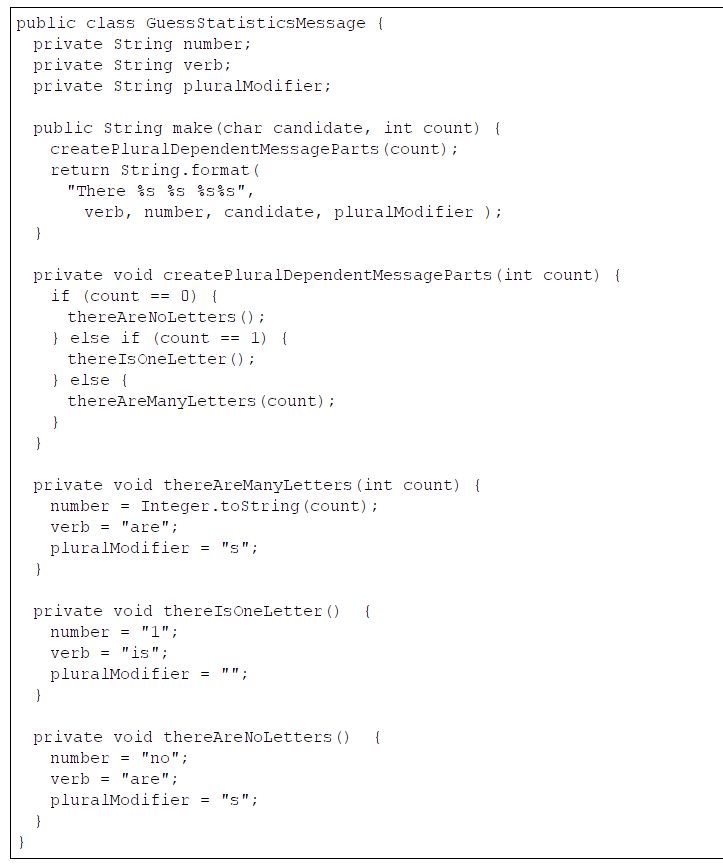 public class GuessStatisticsMessage {
  private String number;
  private String verb;
  private String pluralModifier;

  public String make(char candidate, int count) {
    createPluralDependentMessageParts(count);
    return String.format(
      "There %s %s %s%s",
        verb, number, candidate, pluralModifier );
  }

  private void createPluralDependentMessageParts(int count) {
    if (count == 0) {
      thereAreNoLetters();
    } else if (count == 1) {
      thereIsOneLetter();
    } else {
      thereAreManyLetters(count);
    }
  }

  private void thereAreManyLetters(int count) {
    number = Integer.toString(count);
    verb = "are";
    pluralModifier = "s";
  }

  private void thereIsOneLetter()  {
    number = "1";
    verb = "is";
    pluralModifier = "";
  }

  private void thereAreNoLetters()  {
    number = "no";
    verb = "are";
    pluralModifier = "s";
  }
}